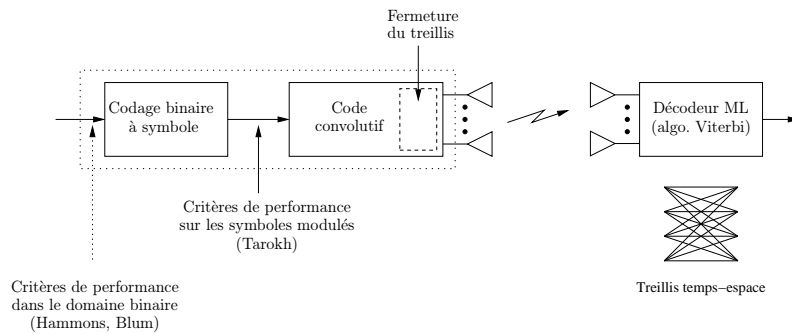 Fermeture
du treillis
Codage binaire
à symbole
Code
convolutif
Décodeur ML
(algo. Viterbi)
Critères de performance
sur les symboles modulés
(Tarokh)
Critères de performance
dans le domaine binaire
(Hammons, Blum)
Treillis temps−espace